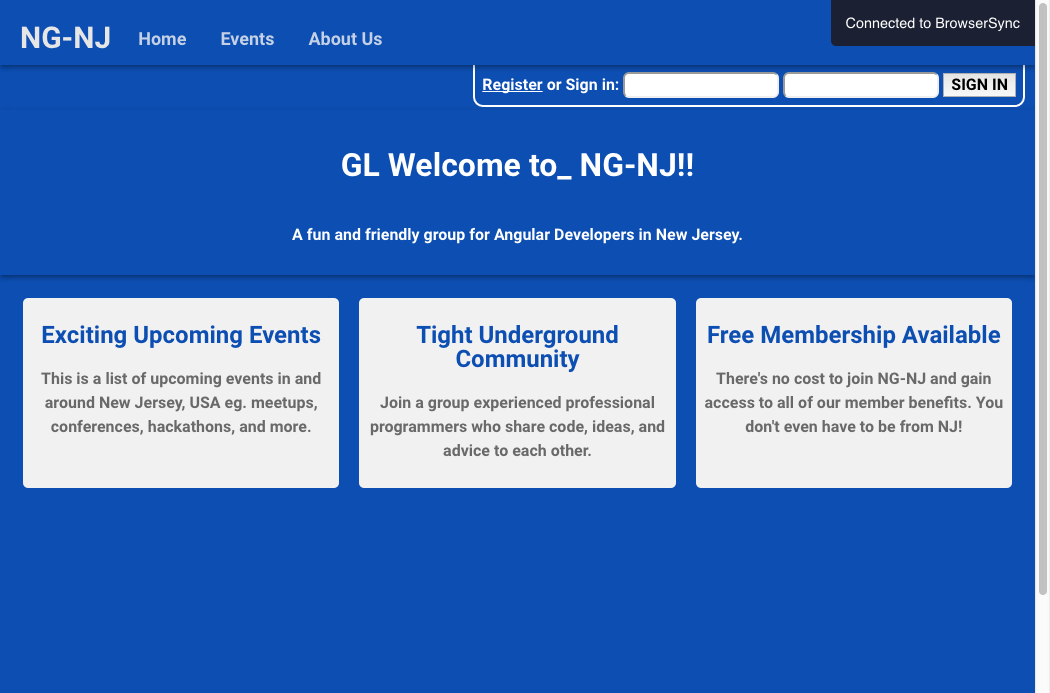 NG-NJ Home Events About Us
Connected to BrowserSync
Register or Sign in: SIGN IN
GL Welcome to_ NG-NJ!!
A fun and friendly group for Angular Developers in New Jersey.
Exciting Upcoming Events
This is a list of upcoming events in and
around New Jersey, USA eg. meetups,
conferences, hackathons, and more.
Tight Underground
Community
Join a group experienced professional
programmers who share code, ideas, and
advice to each other.
Free Membership Available
There's no cost to join NG-NJ and gain
access to all of our member benefits. You
don't even have to be from NJ!